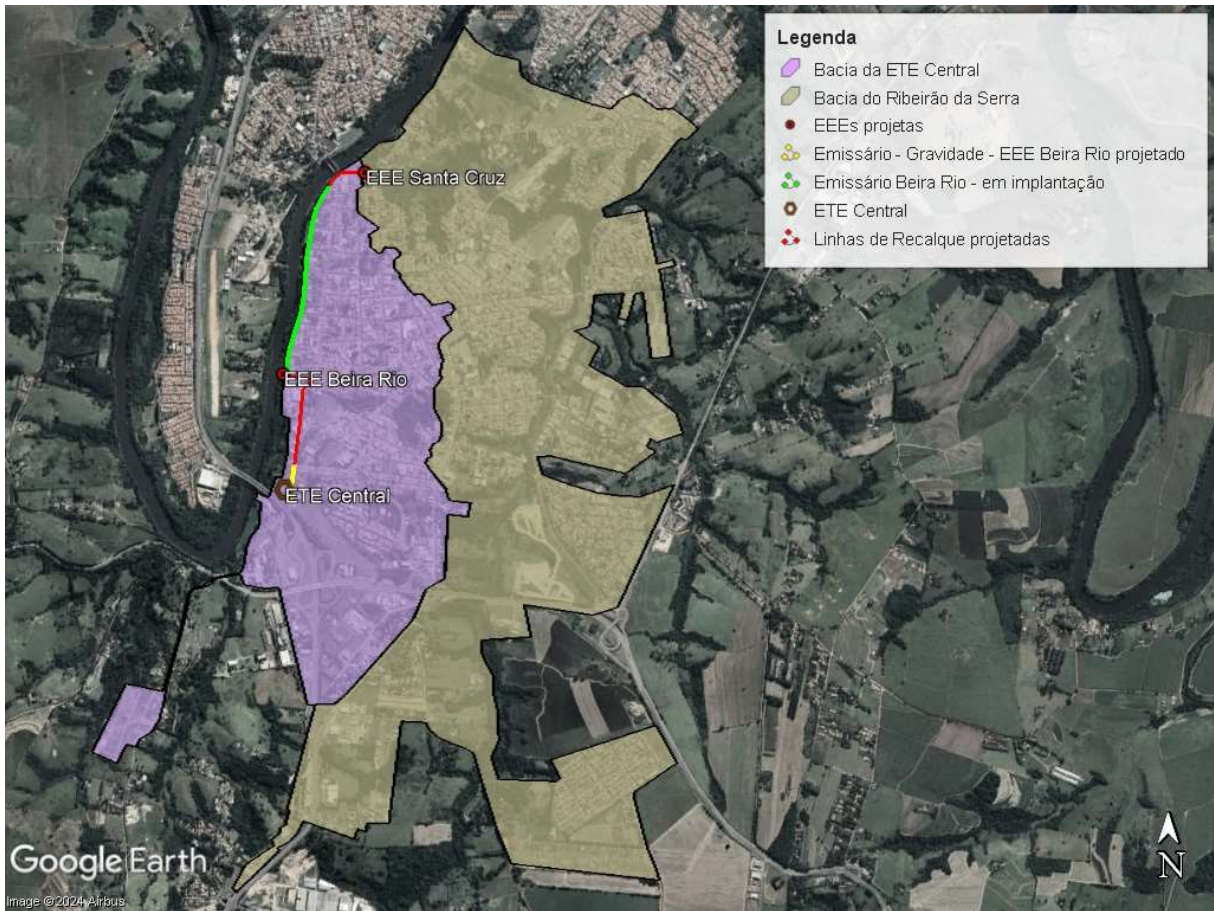 Legenda
Bacia da ETE Central
Bacia do Ribeirão da Serra
EEEs projetas
Emissário - Gravidade - EEE Beira Rio projetado
Emissário Beira Rio - em implantação
ETE Central
Linhas de Recalque projetadas
EEE Santa Cruz
EEE Beira Rio
ETE Central
Google Earth
N
Image ©2024 Airbus